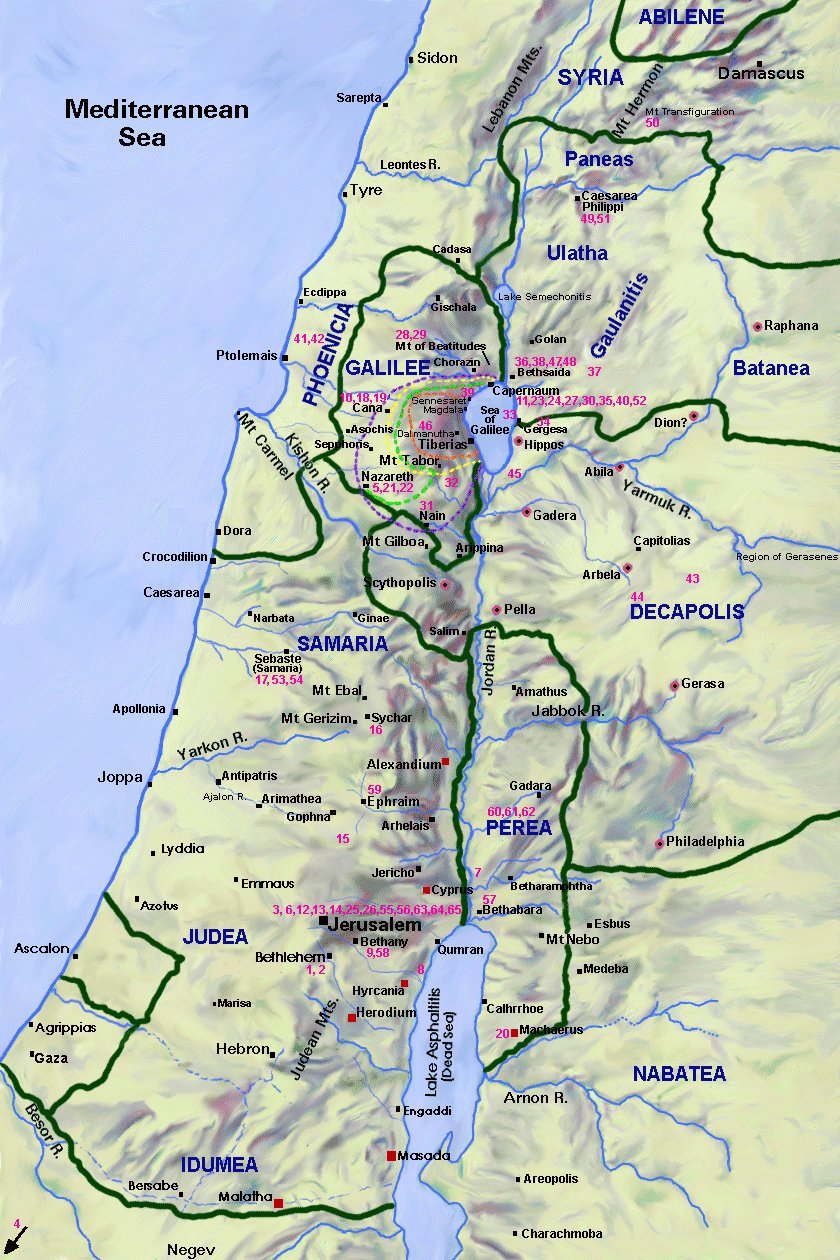 ABILENE
Sidon
Damascus
SYRIA
Lebanon Mts.
Mt Hermon
Mediterranean
Sea
Sarepta
Mt Transfiguration
50
Leontes R.
Paneas
Tyre
Caesarea
Philippi
49,51
Cadasa
Ulatha
Ecdippa
Lake Semechonitis
Gischala
Gaulanitis
Raphana
PHOENICIA
41,42
28,29
Mt of Beatitudes
Golan
Ptolemais
GALILEE
Chorazin
36,38,47,48
Bethsaida
37
Batanea
10,18,19
Cana
Gennesaret
39
Capernaum
11,23,24,27,30,35,40,52
Magdala
Sea
of
Galilee
33
34
Gergesa
Dion?
Mt Carmel
Asochis
46
Dalmanutha
Tiberias
Hippos
Kishon R.
Sepphoris
Mt Tabor
Nazareth
5,21,22
32
45
Abila
Yarmuk R.
31
Nain
Gadera
Dora
Mt Gilboa
Arippina
Capitolias
Region of Gerasenes
Crocodilion
Scythopolis
Arbela
43
Caesarea
44
DECAPOLIS
Pella
Narbata
Ginae
Salim
SAMARIA
Jordan R.
Sebaste
(Samaria)
17,53,54
Mt Ebal
Amathus
Gerasa
Apollonia
Mt Gerizim
Sychar
16
Jabbok R.
Yarkon R.
Alexandium
Joppa
Antipatris
59
Gadara
Ajalon R.
Arimathea
Ephraim
60,61,62
Gophna
Arhelais
PEREA
15
Philadelphia
Lyddia
Jericho
7
Emmaus
Cyprus
Betharamphtha
Azotus
57
3, 6,12,13,14,25,26,55,56,63,64,65
Bethabara
Jerusalem
Esbus
JUDEA
Bethany
9,58
Qumran
Mt Nebo
Ascalon
Bethlehem
1, 2
8
Medeba
Hyrcania
Marisa
Herodium
Calhrrhoe
Agrippias
20
Machaerus
Judean Mts.
Lake Asphaltitis
(Dead Sea)
Gaza
Hebron
NABATEA
Arnon R.
Besor R.
Engaddi
IDUMEA
Masada
Bersabe
Malatha
Areopolis
4
Negev
Charachmoba